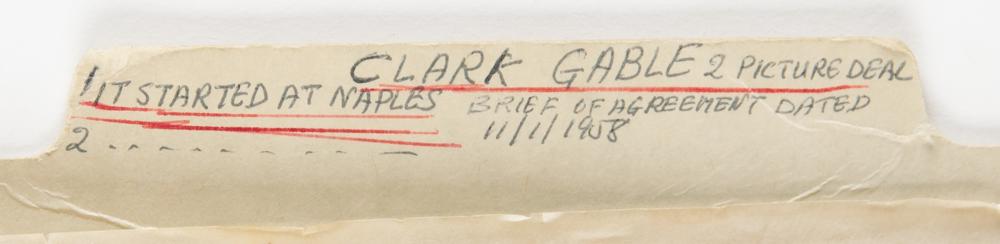 CLARK GABLE 2 PICTURE DEAL
1 IT STARTED AT NAPLES BRIEF OF AGREEMENT DATED
11/1/1958
2 - - - - - - - - -